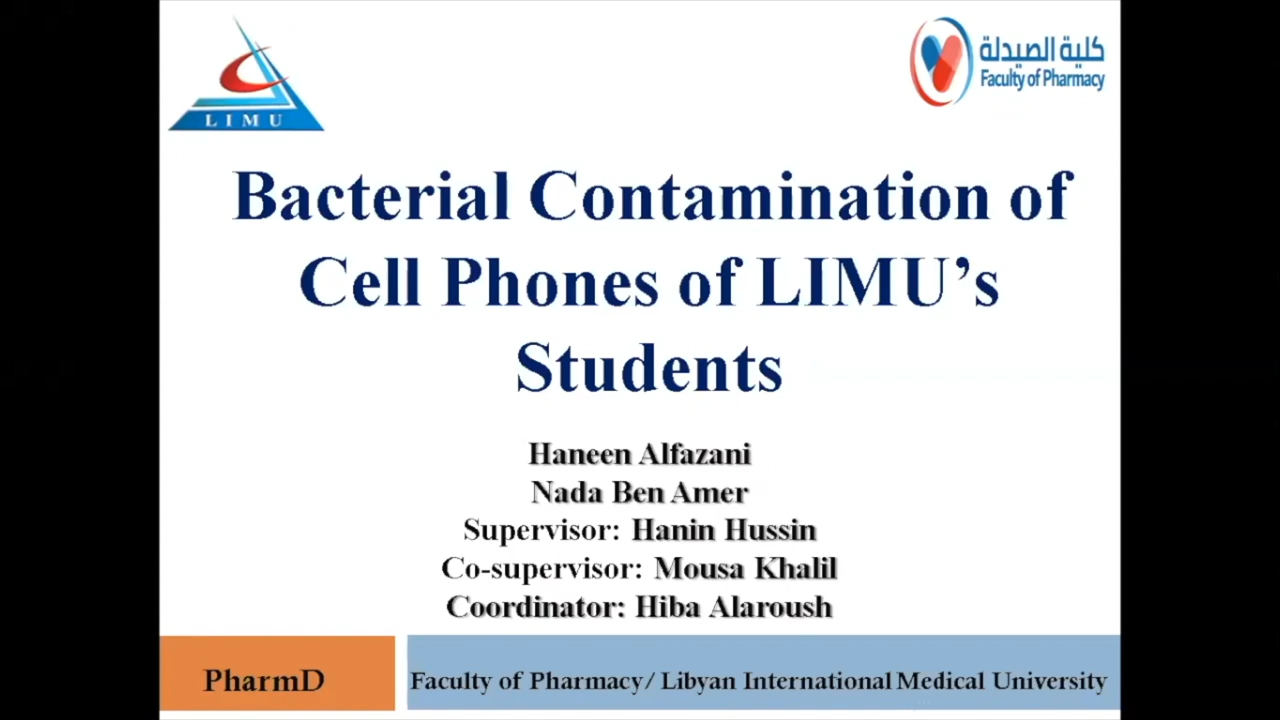 LIMU
كلية الصيدلة
Faculty of Pharmacy
Bacterial Contamination of
Cell Phones of LIMU’s
Students
Haneen Alfazani
Nada Ben Amer
Supervisor: Hanin Hussin
Co-supervisor: Mousa Khalil
Coordinator: Hiba Alaroush
PharmD
Faculty of Pharmacy/ Libyan International Medical University